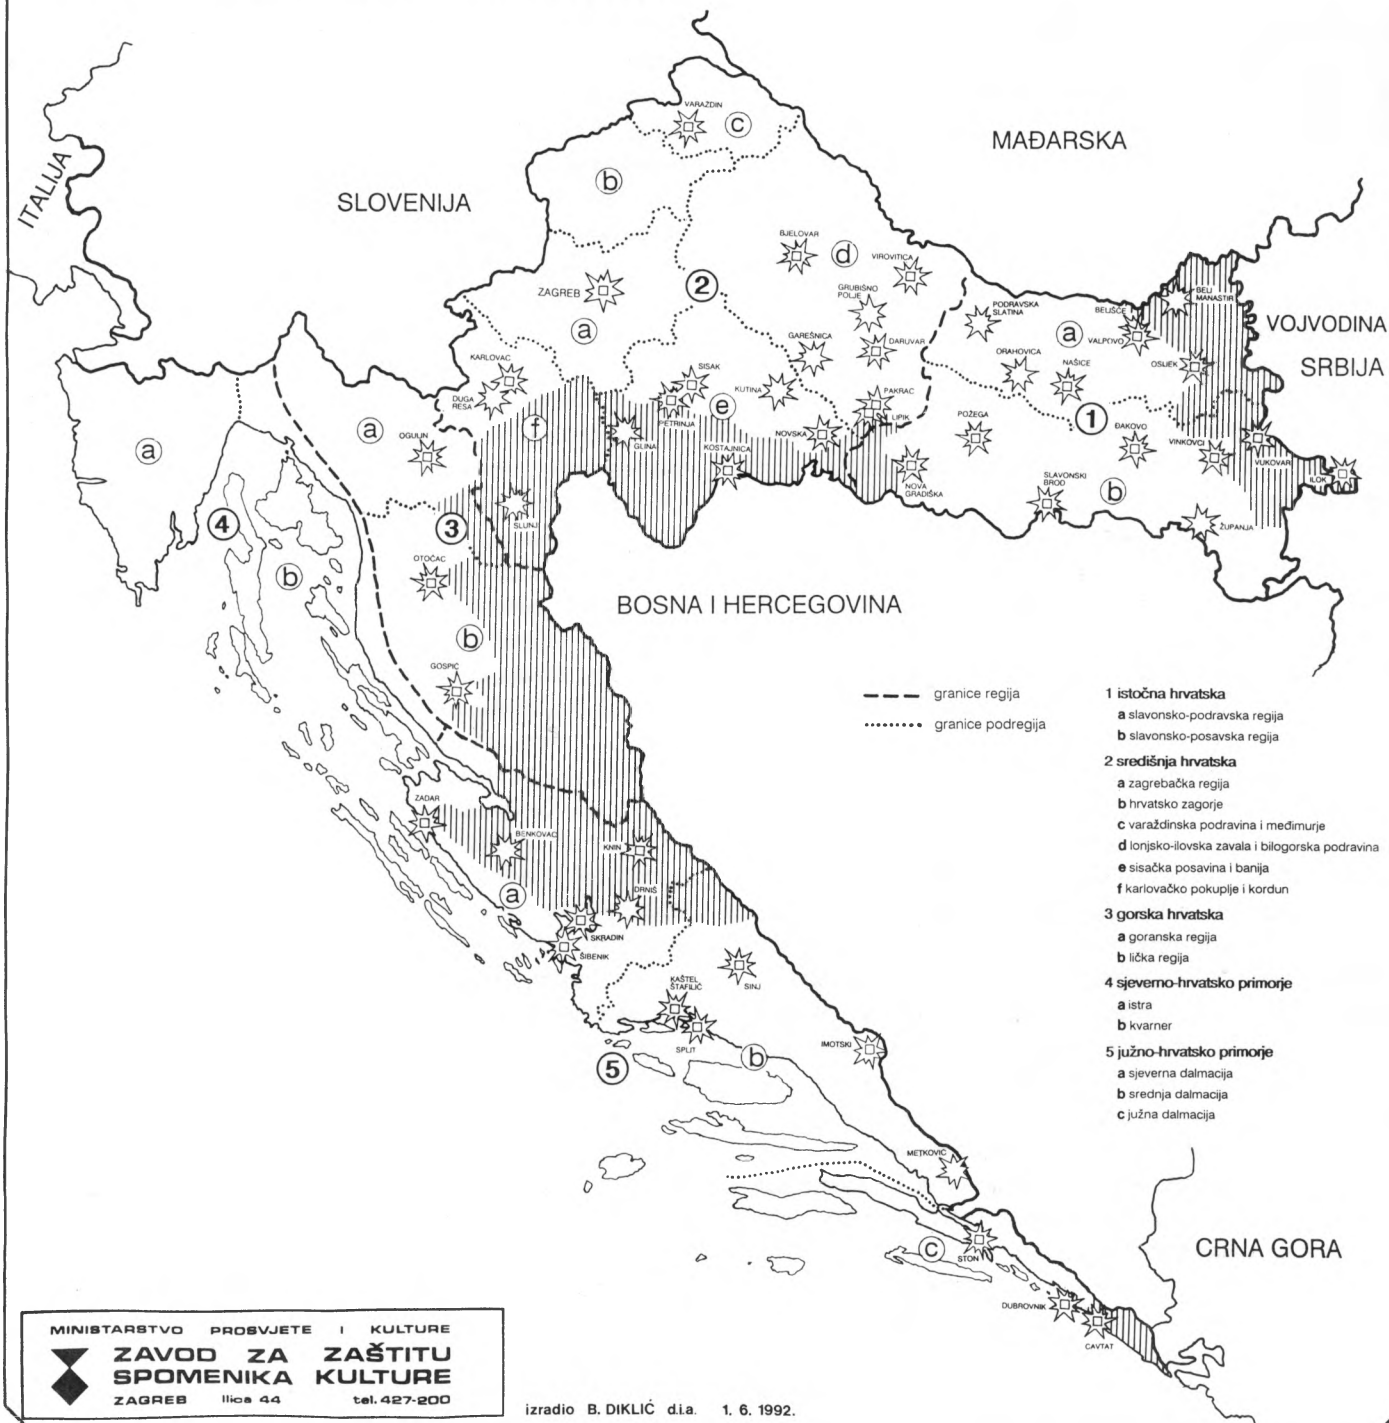 ITALIJA
SLOVENIJA
MAĐARSKA
VOJVODINA
SRBIJA
BOSNA I HERCEGOVINA
CRNA GORA
VARAŽDIN
c
b
BJELOVAR
d
VIROVITICA
ZAGREB
2
GRUBIŠNO
POLJE
PODRAVSKA
SLATINA
BELI
MANASTIR
BELIŠĆE
a
a
VALPOVO
GAREŠNICA
DARUVAR
ORAHOVICA
NAŠICE
OSIJEK
KARLOVAC
SISAK
DUGA
RESA
KUTINA
PAKRAC
PETRINJA
e
LIPIK
POŽEGA
1
ĐAKOVO
a
a
f
OGULIN
GLINA
KOSTAJNICA
NOVSKA
VINKOVCI
VUKOVAR
ILOK
NOVA
GRADIŠKA
SLAVONSKI
BROD
b
ŽUPANJA
4
3
SLUNJ
OTOČAC
b
b
GOSPIĆ
ZADAR
BENKOVAC
KNIN
a
DRNIŠ
SKRADIN
ŠIBENIK
KAŠTEL
ŠTAFILIĆ
SINJ
SPLIT
b
IMOTSKI
5
METKOVIĆ
c
STON
DUBROVNIK
CAVTAT
granice regija
granice podregija
1 istočna hrvatska
a slavonsko-podravska regija
b slavonsko-posavska regija
2 središnja hrvatska
a zagrebačka regija
b hrvatsko zagorje
c varaždinska podravina i međimurje
d lonjsko-ilovska zavala i bilogorska podravina
e sisačka posavina i banija
f karlovačko pokuplje i kordun
3 gorska hrvatska
a goranska regija
b lička regija
4 sjeverno-hrvatsko primorje
a istra
b kvarner
5 južno-hrvatsko primorje
a sjeverna dalmacija
b srednja dalmacija
c južna dalmacija
MINISTARSTVO PROSVJETE I KULTURE
ZAVOD ZA ZAŠTITU
SPOMENIKA KULTURE
ZAGREB Ilica 44 tel. 427-200
izradio B. DIKLIĆ d.i.a. 1. 6. 1992.